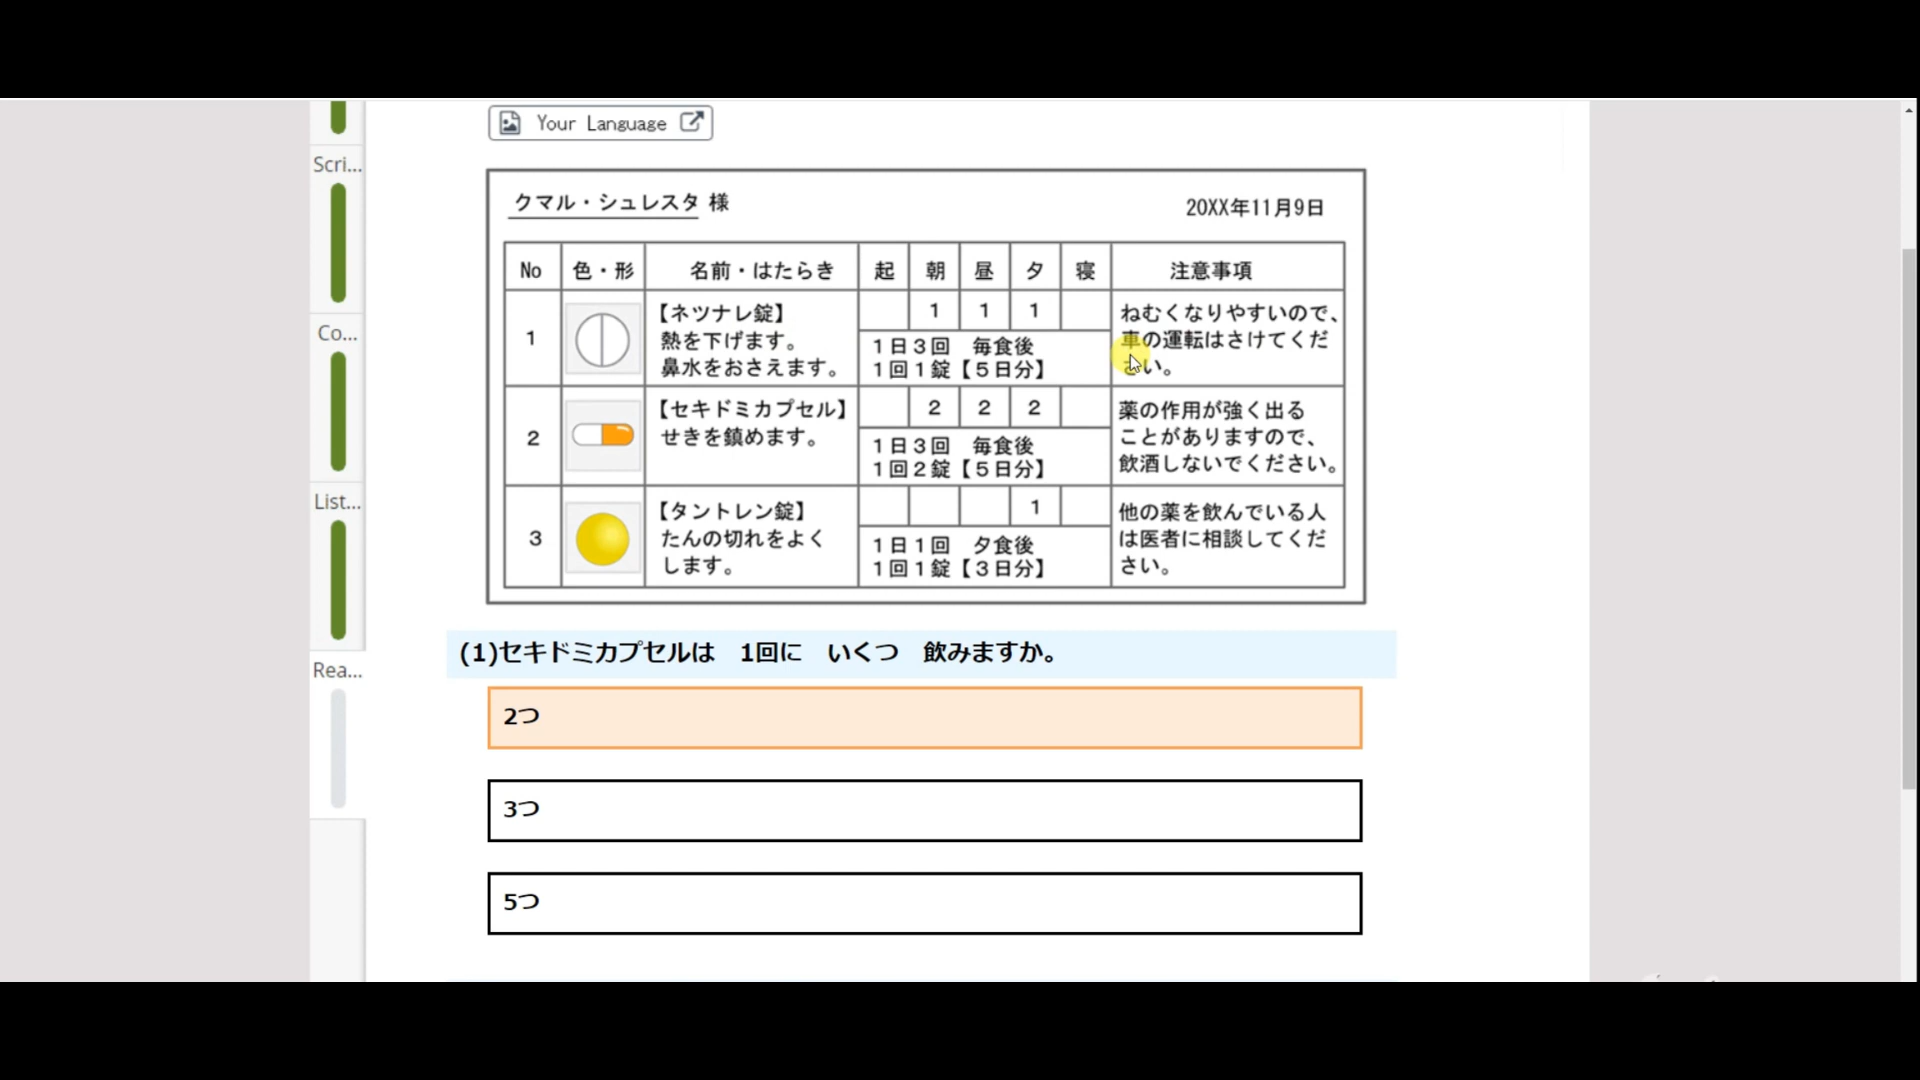 Your Language
Scri...
Co...
List...
Rea...
クマル・シュレスタ 様
20XX年11月9日
No 色・形 名前・はたらき 起 朝 昼 夕 寝 注意事項
1 【ネツナレ錠】 1 1 1 ねむくなりやすいので、
熱を下げます。 1日3回 毎食後 車の運転はさけてくだ
鼻水をおさえます。 1回1錠【5日分】 さい。
2 【セキドミカプセル】 2 2 2 薬の作用が強く出る
せきを鎮めます。 1日3回 毎食後 ことがありますので、
1回2錠【5日分】 飲酒しないでください。
3 【タントレン錠】 1 他の薬を飲んでいる人
たんの切れをよく 1日1回 夕食後 は医者に相談してくだ
します。 1回1錠【3日分】 さい。
(1)セキドミカプセルは 1回に いくつ 飲みますか。
2つ
3つ
5つ